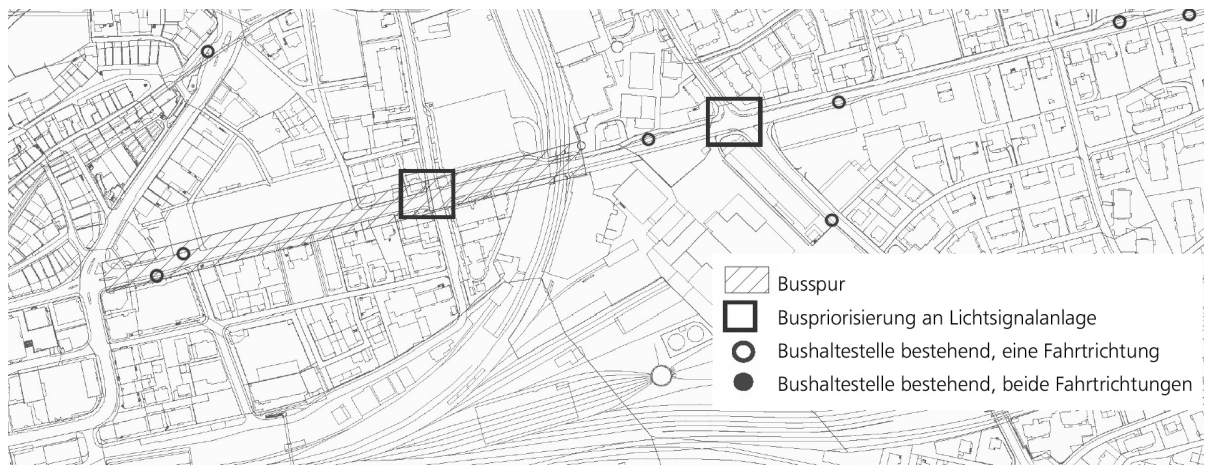 Busspur
Buspriorisierung an Lichtsignalanlage
Bushaltestelle bestehend, eine Fahrtrichtung
Bushaltestelle bestehend, beide Fahrtrichtungen